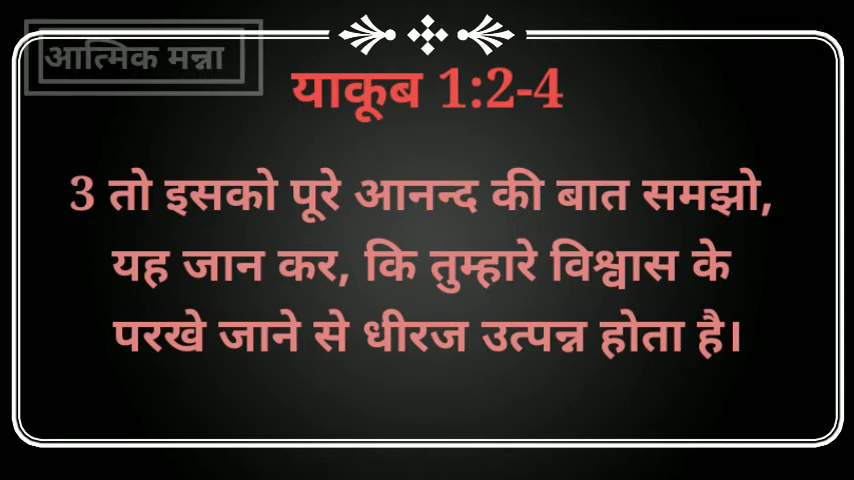 आत्मिक मन्ना
याकूब 1:2-4
3 तो इसको पूरे आनन्द की बात समझो,
यह जान कर, कि तुम्हारे विश्वास के
परखे जाने से धीरज उत्पन्न होता है।